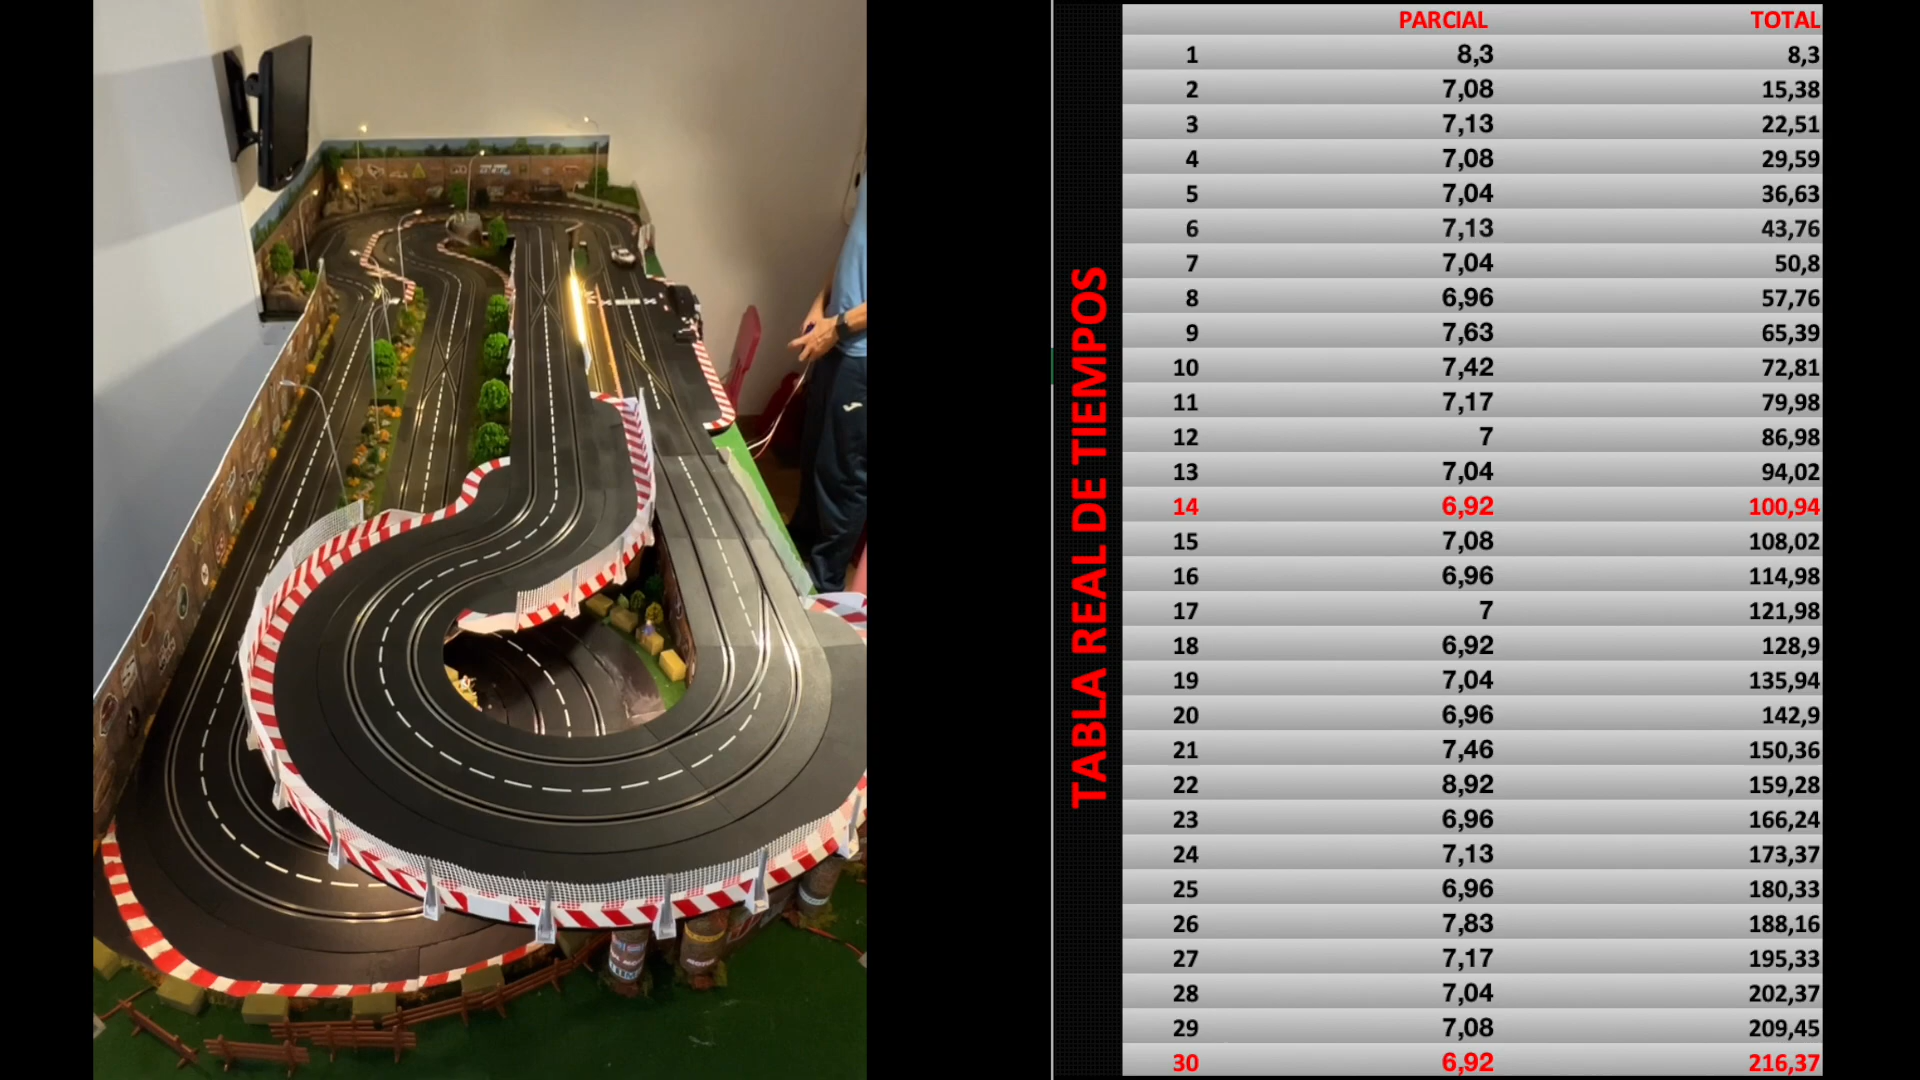 TABLA REAL DE TIEMPOS
PARCIAL TOTAL
1 8,3 8,3
2 7,08 15,38
3 7,13 22,51
4 7,08 29,59
5 7,04 36,63
6 7,13 43,76
7 7,04 50,8
8 6,96 57,76
9 7,63 65,39
10 7,42 72,81
11 7,17 79,98
12 7 86,98
13 7,04 94,02
14 6,92 100,94
15 7,08 108,02
16 6,96 114,98
17 7 121,98
18 6,92 128,9
19 7,04 135,94
20 6,96 142,9
21 7,46 150,36
22 8,92 159,28
23 6,96 166,24
24 7,13 173,37
25 6,96 180,33
26 7,83 188,16
27 7,17 195,33
28 7,04 202,37
29 7,08 209,45
30 6,92 216,37